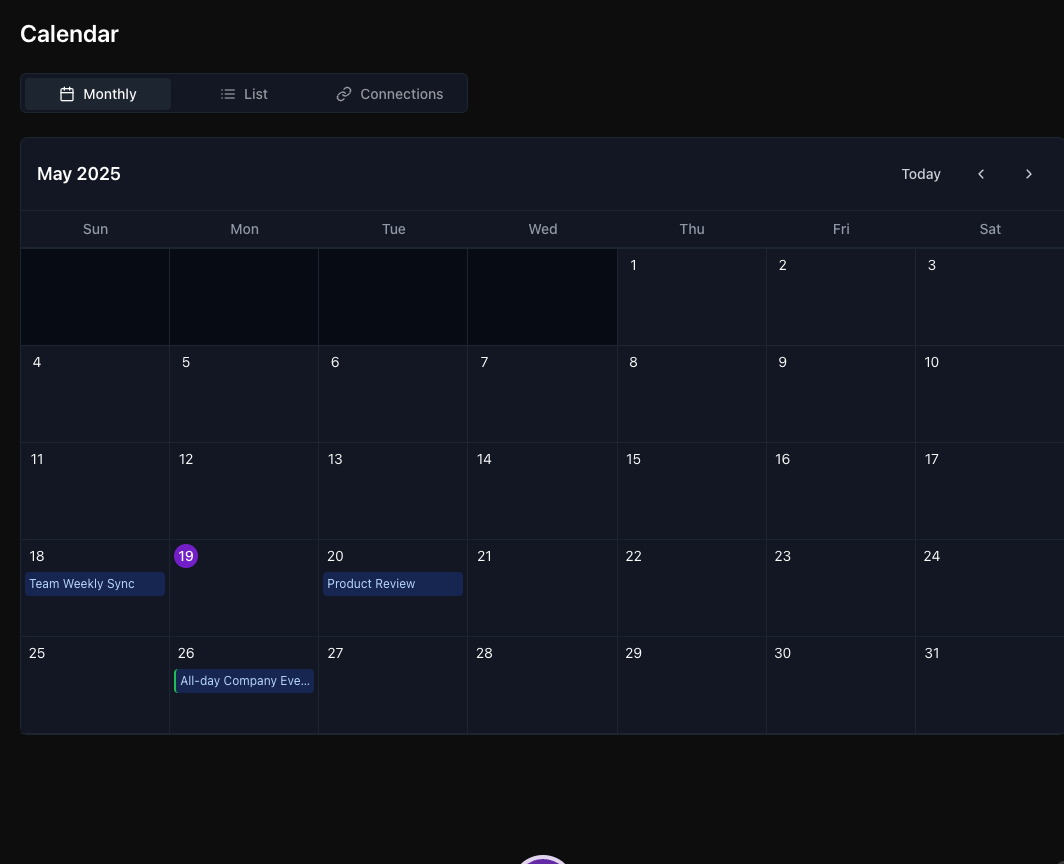 Calendar
Monthly List Connections
May 2025 Today
Sun Mon Tue Wed Thu Fri Sat
1 2 3
4 5 6 7 8 9 10
11 12 13 14 15 16 17
18 19 20 21 22 23 24
Team Weekly Sync Product Review
25 26 27 28 29 30 31
All-day Company Eve...